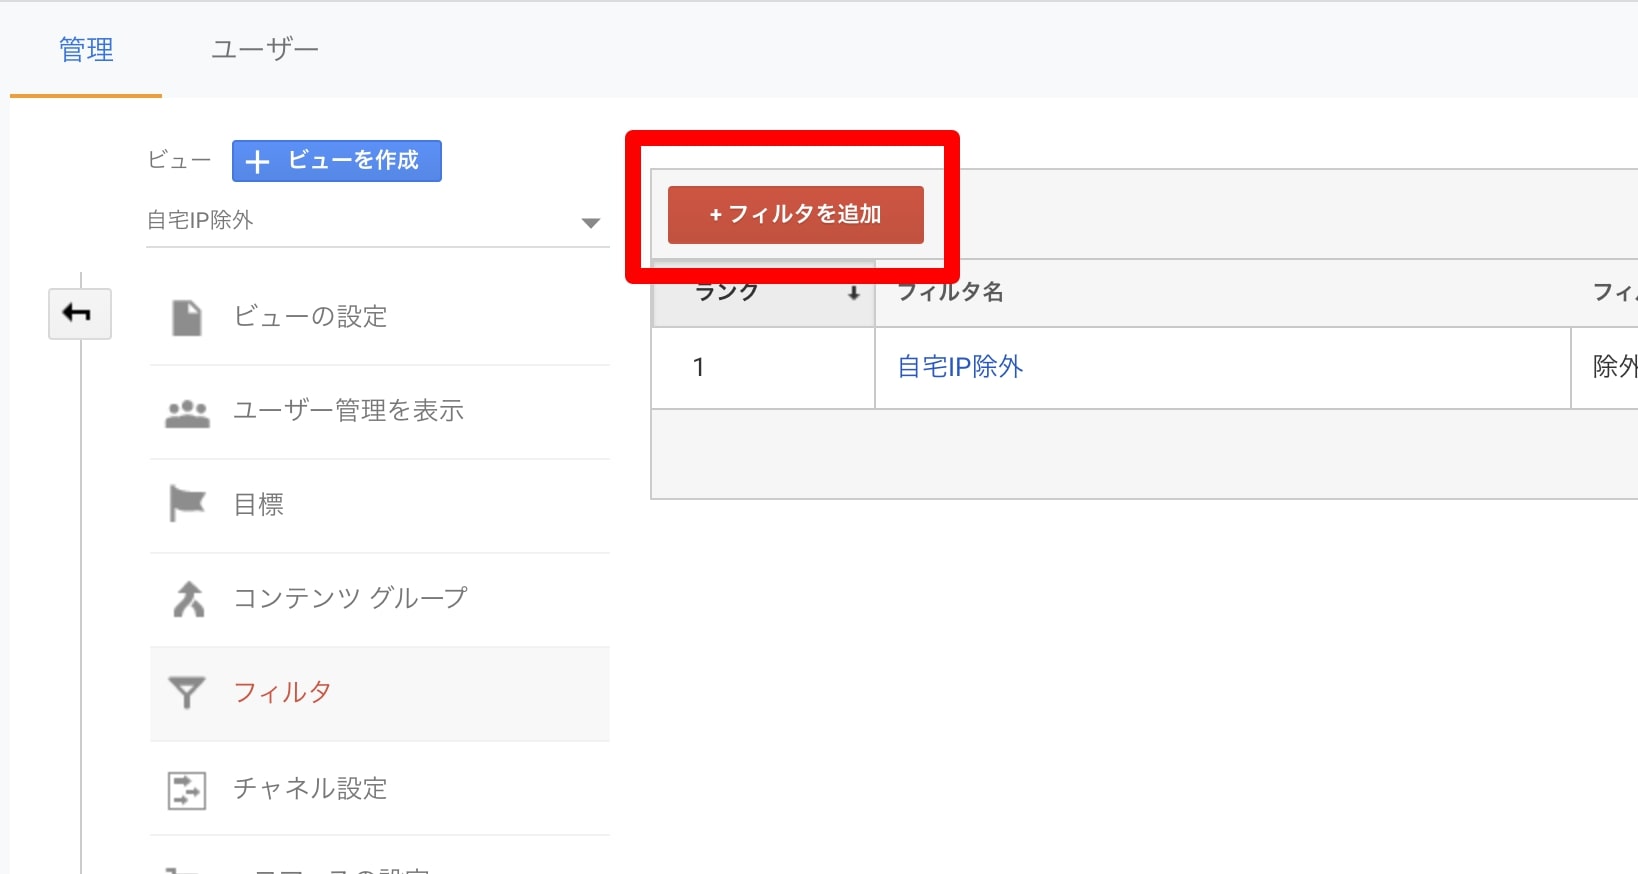 管理
ユーザー
ビュー
＋ ビューを作成
自宅IP除外
ビューの設定
ユーザー管理を表示
目標
コンテンツ グループ
フィルタ
チャネル設定
+ フィルタを追加
ランク
フィルタ名
フィ
1
自宅IP除外
除外